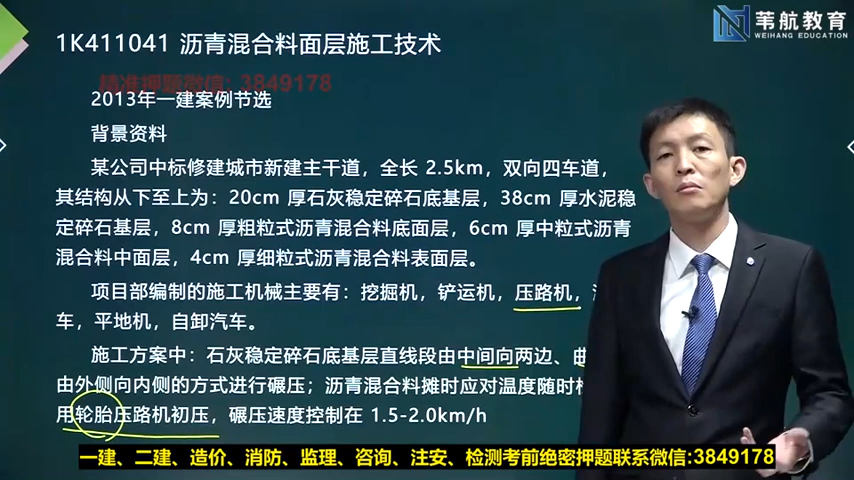 苇航教育
WEIHANG EDUCATION
1K411041 沥青混合料面层施工技术
精准押题微信: 3849178
2013年一建案例节选
背景资料
某公司中标修建城市新建主干道，全长 2.5km，双向四车道，
其结构从下至上为：20cm 厚石灰稳定碎石底基层，38cm 厚水泥稳
定碎石基层，8cm 厚粗粒式沥青混合料底面层，6cm 厚中粒式沥青
混合料中面层，4cm 厚细粒式沥青混合料表面层。
项目部编制的施工机械主要有：挖掘机，铲运机，压路机，
车，平地机，自卸汽车。
施工方案中：石灰稳定碎石底基层直线段由中间向两边、曲
由外侧向内侧的方式进行碾压；沥青混合料摊时应对温度随时
用轮胎压路机初压，碾压速度控制在 1.5-2.0km/h
一建、二建、造价、消防、监理、咨询、注安、检测考前绝密押题联系微信:3849178